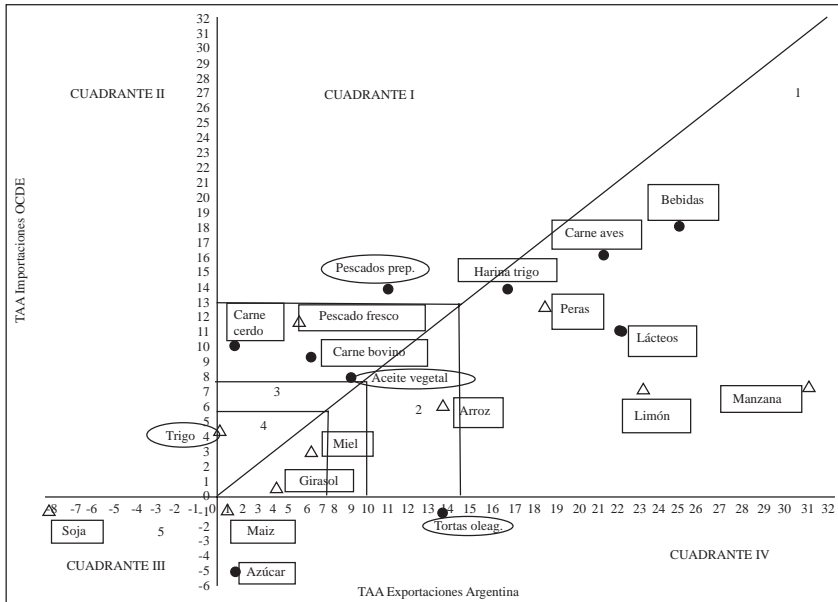 32
31
30
29
28
27
26
25
24
23
22
21
20
19
18
17
16
15
14
13
12
11
10
9
8
7
6
5
4
3
2
1
0
-1
-2
-3
-4
-5
-6
TAA Importaciones OCDE
CUADRANTE II
CUADRANTE I
1
Bebidas
Carne aves
Pescados prep.
Harina trigo
Carne
cerdo
Pescado fresco
Peras
Lácteos
Carne bovino
Aceite vegetal
3
2
Arroz
Limón
Manzana
Trigo
4
Miel
Girasol
-8 -7 -6 -5 -4 -3 -2 -1 0 1 2 3 4 5 6 7 8 9 10 11 12 13 14 15 16 17 18 19 20 21 22 23 24 25 26 27 28 29 30 31 32
Soja
5
Maiz
Tortas oleag.
CUADRANTE III
Azúcar
CUADRANTE IV
TAA Exportaciones Argentina